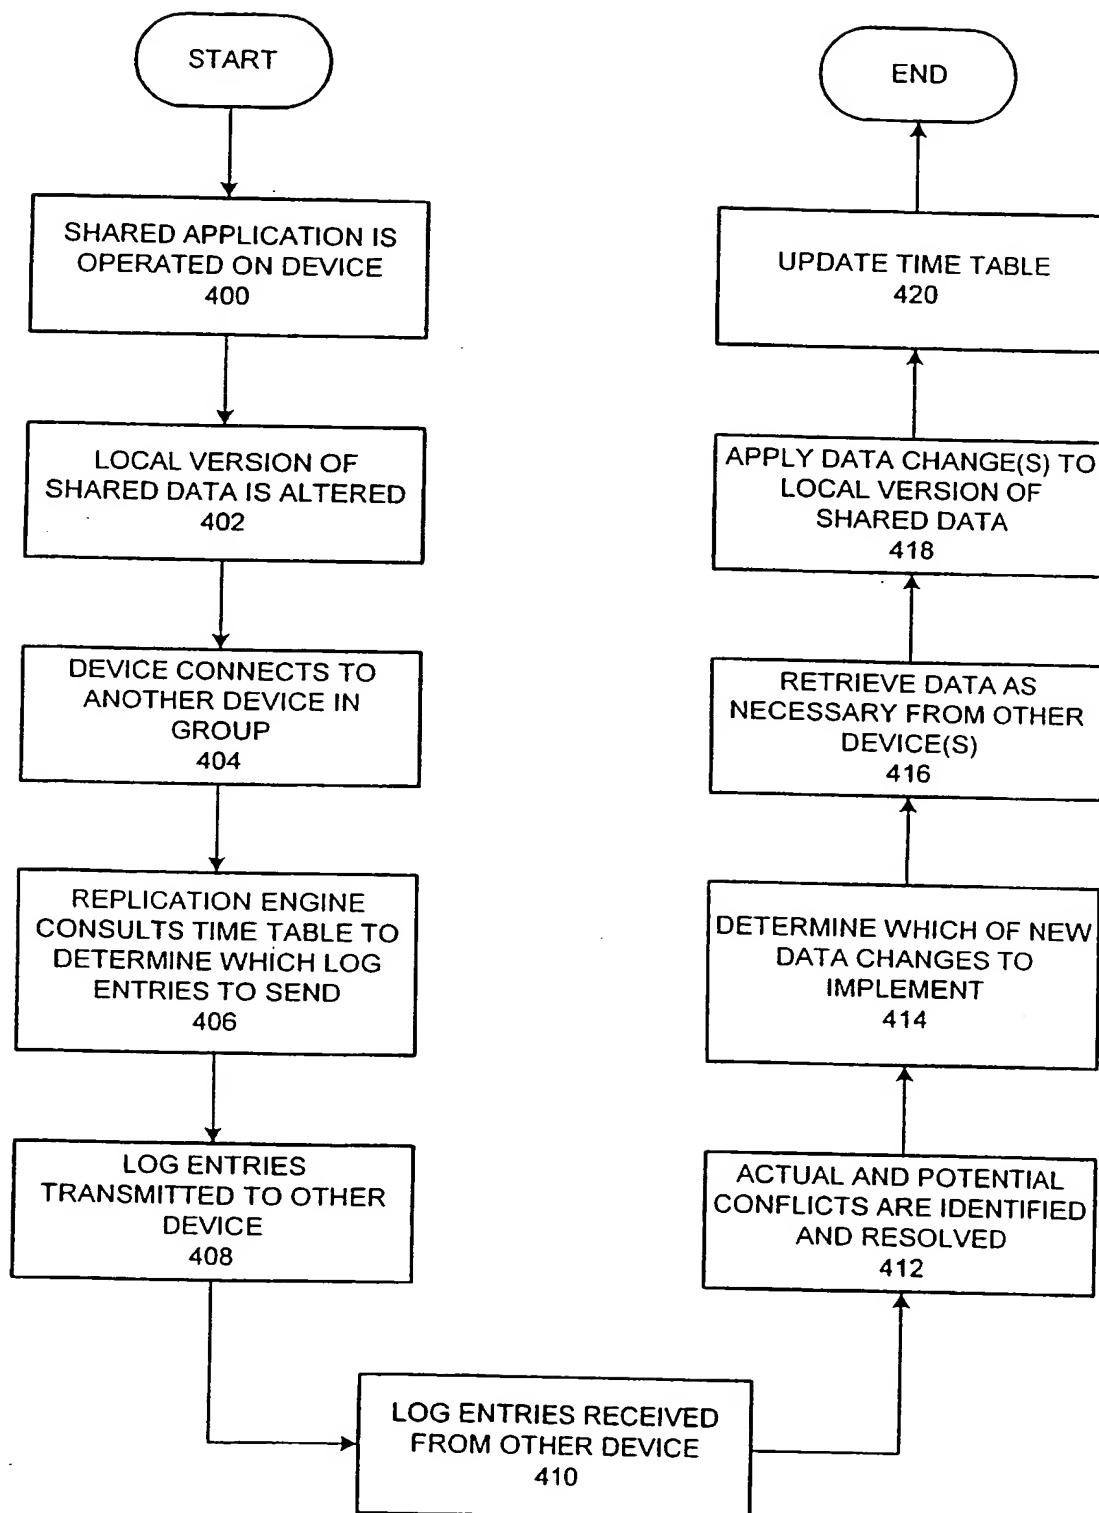 START
SHARED APPLICATION IS
OPERATED ON DEVICE
400
LOCAL VERSION OF
SHARED DATA IS ALTERED
402
DEVICE CONNECTS TO
ANOTHER DEVICE IN
GROUP
404
REPLICATION ENGINE
CONSULTS TIME TABLE TO
DETERMINE WHICH LOG
ENTRIES TO SEND
406
LOG ENTRIES
TRANSMITTED TO OTHER
DEVICE
408
LOG ENTRIES RECEIVED
FROM OTHER DEVICE
410
ACTUAL AND POTENTIAL
CONFLICTS ARE IDENTIFIED
AND RESOLVED
412
DETERMINE WHICH OF NEW
DATA CHANGES TO
IMPLEMENT
414
RETRIEVE DATA AS
NECESSARY FROM OTHER
DEVICE(S)
416
APPLY DATA CHANGE(S) TO
LOCAL VERSION OF
SHARED DATA
418
UPDATE TIME TABLE
420
END